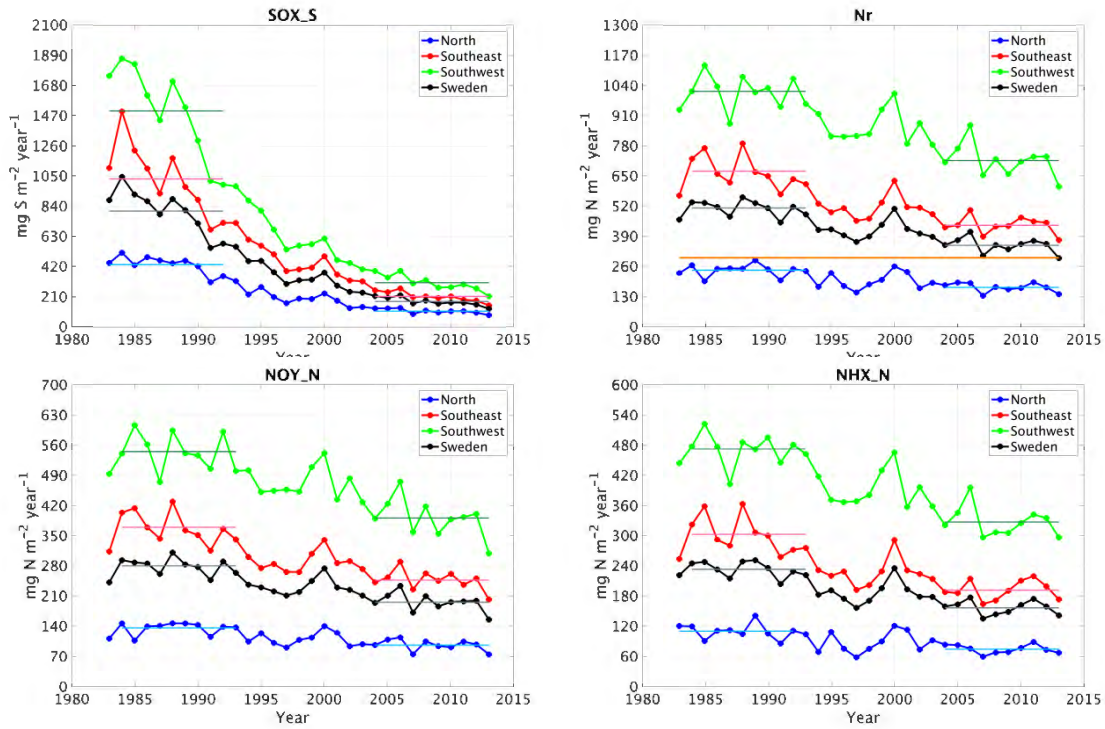 SOX_S
2100
1890
1680
1470
1260
1050
840
630
420
210
0
mg S m⁻² year⁻¹
1980 1985 1990 1995 2000 2005 2010 2015
Year
North
Southeast
Southwest
Sweden
Nr
1300
1170
1040
910
780
650
520
390
260
130
0
mg N m⁻² year⁻¹
1980 1985 1990 1995 2000 2005 2010 2015
Year
North
Southeast
Southwest
Sweden
NOY_N
700
630
560
490
420
350
280
210
140
70
0
mg N m⁻² year⁻¹
1980 1985 1990 1995 2000 2005 2010 2015
Year
North
Southeast
Southwest
Sweden
NHX_N
600
540
480
420
360
300
240
180
120
60
0
mg N m⁻² year⁻¹
1980 1985 1990 1995 2000 2005 2010 2015
Year
North
Southeast
Southwest
Sweden